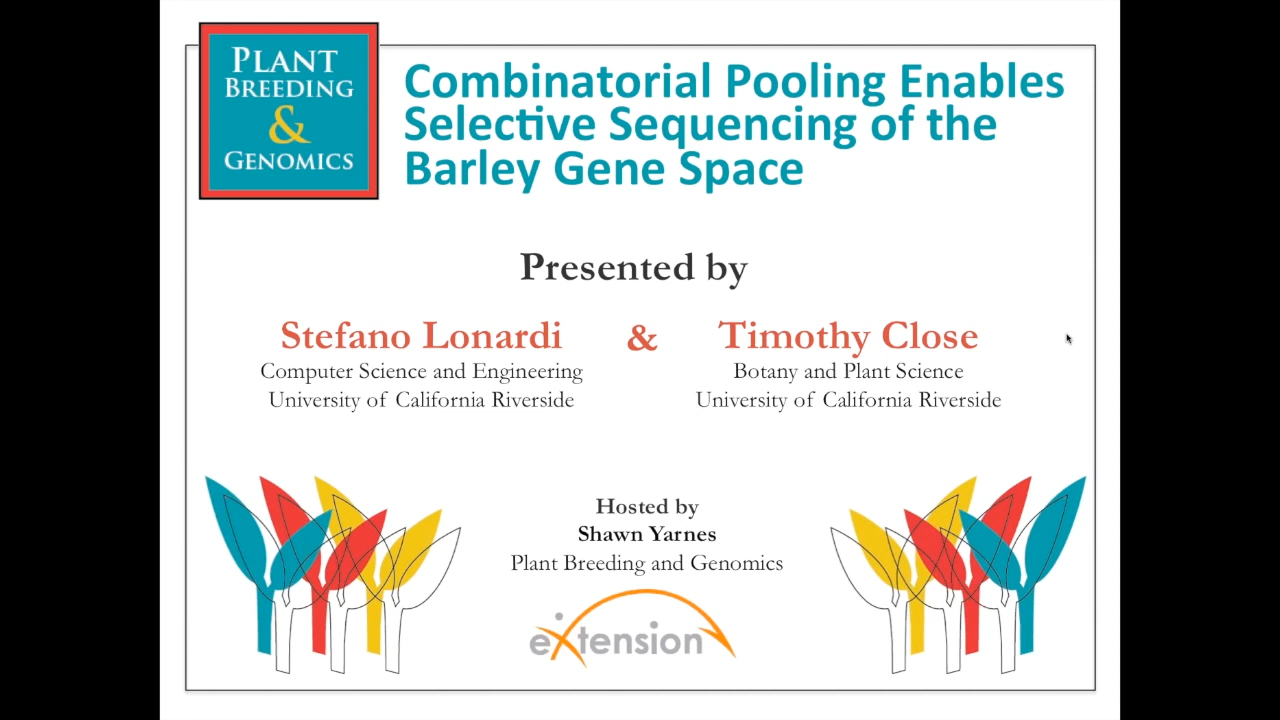 PLANT
BREEDING
&
GENOMICS
Combinatorial Pooling Enables
Selective Sequencing of the
Barley Gene Space
Presented by
Stefano Lonardi & Timothy Close
Computer Science and Engineering Botany and Plant Science
University of California Riverside University of California Riverside
Hosted by
Shawn Yarnes
Plant Breeding and Genomics
eXtension